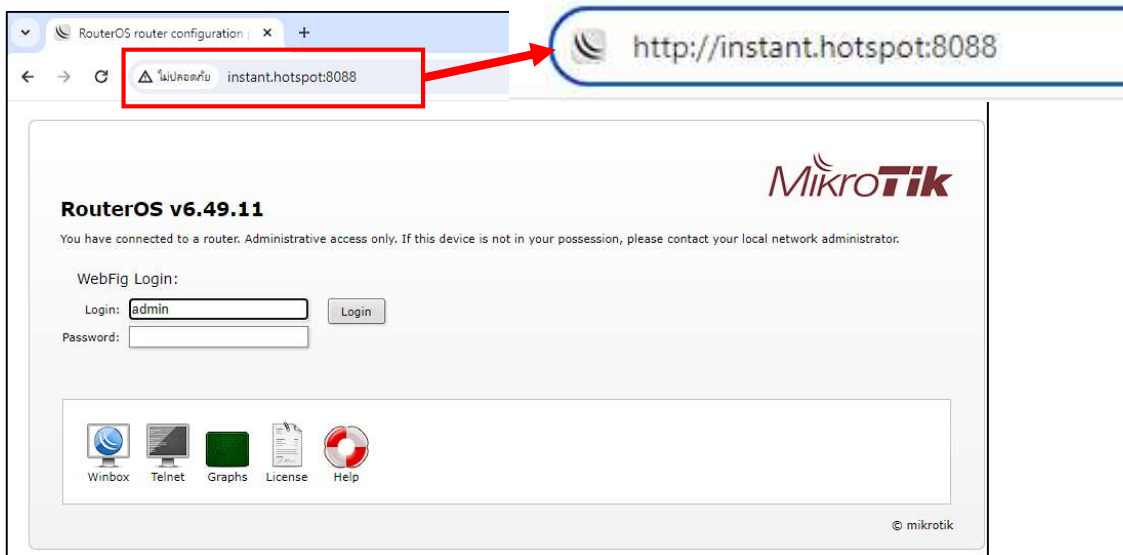 RouterOS router configuration
ไม่ปลอดภัย instant.hotspot:8088
http://instant.hotspot:8088
MikroTik
RouterOS v6.49.11
You have connected to a router. Administrative access only. If this device is not in your possession, please contact your local network administrator.
WebFig Login:
Login: admin Login
Password:
Winbox Telnet Graphs License Help
© mikrotik